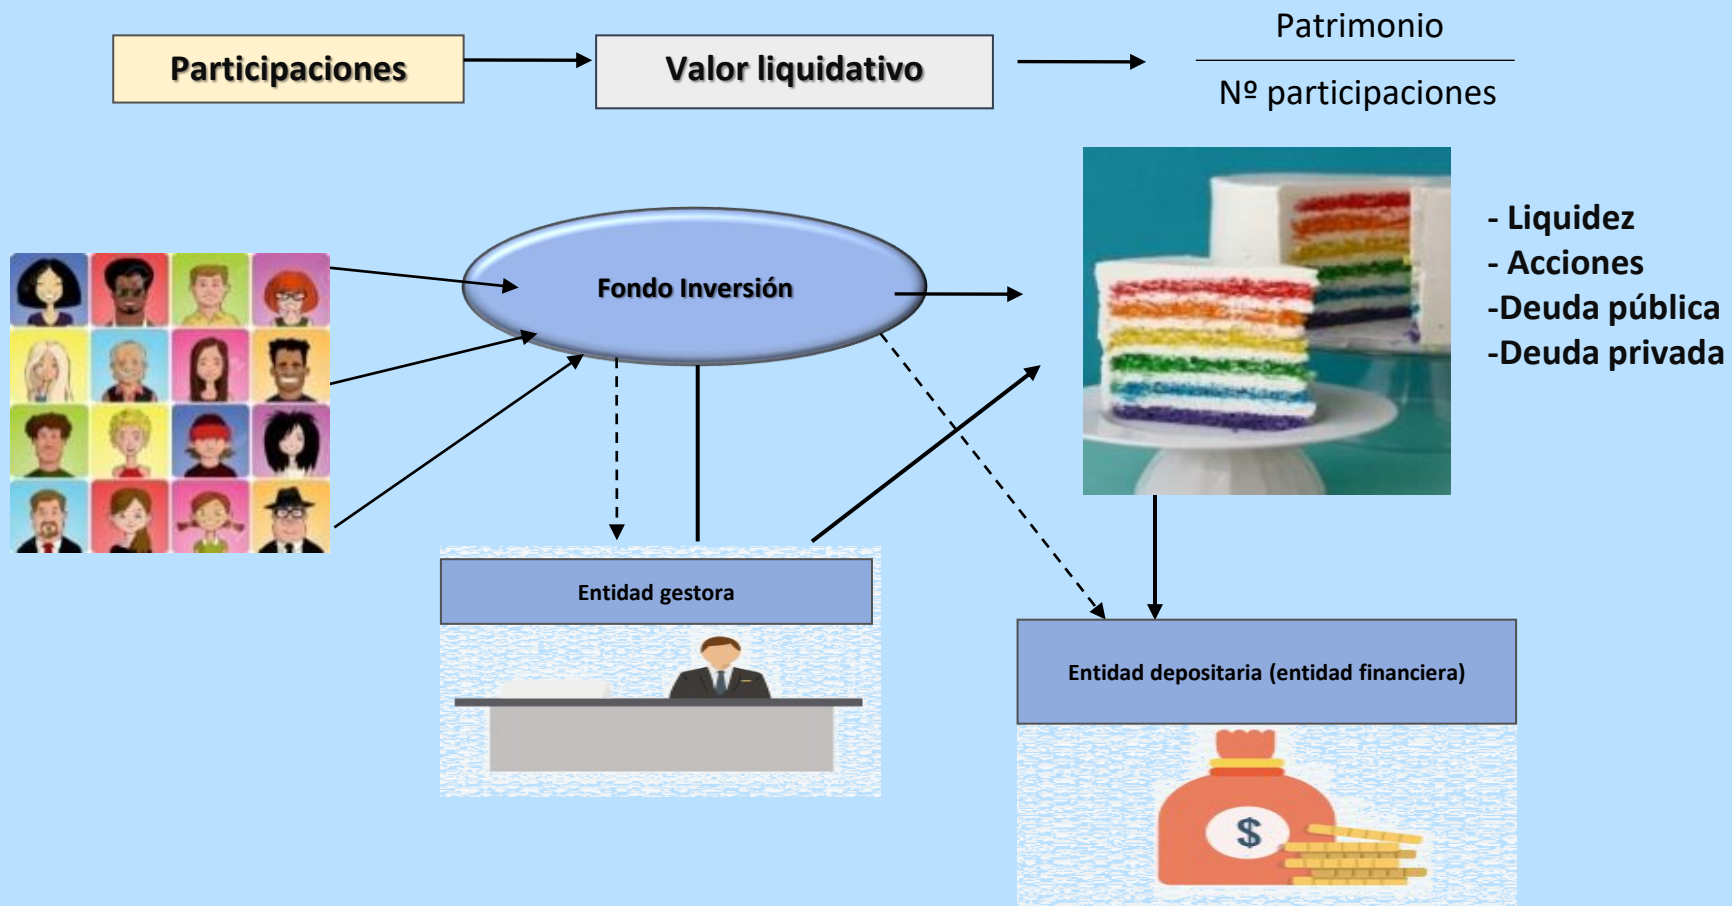 Participaciones
Valor liquidativo
Patrimonio
Nº participaciones
Fondo Inversión
- Liquidez
- Acciones
-Deuda pública
-Deuda privada
Entidad gestora
Entidad depositaria (entidad financiera)
$